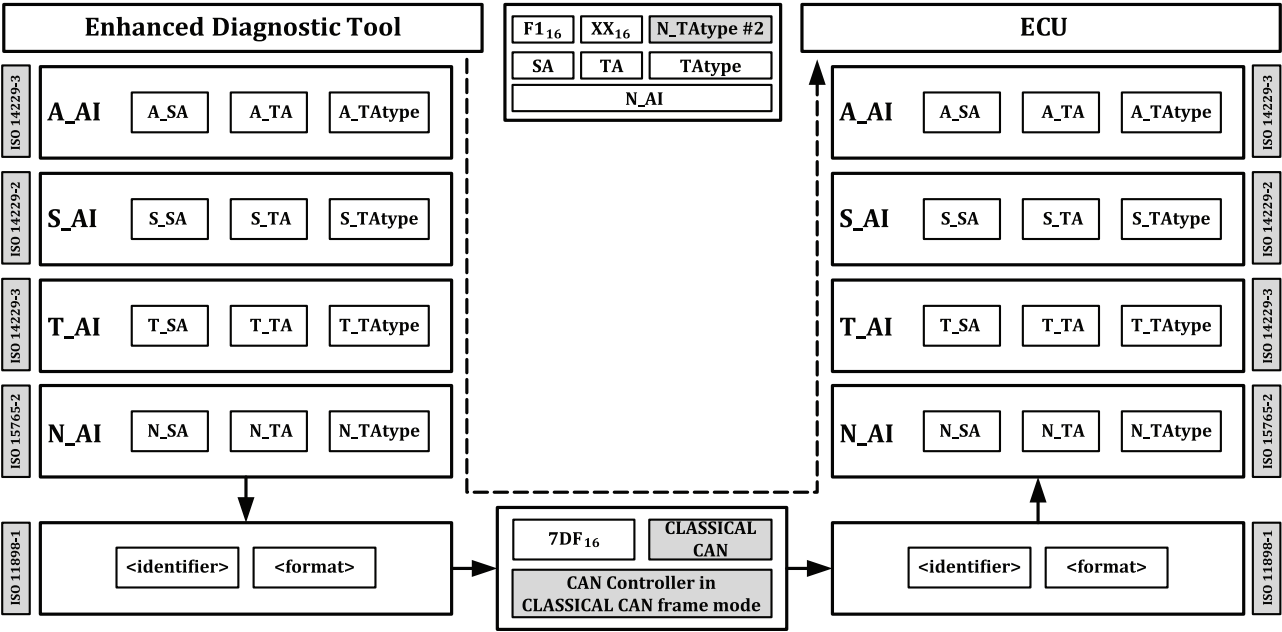 Enhanced Diagnostic Tool
F1₁₆ XX₁₆ N_TAtype #2
SA TA TAtype
N_AI
ECU
ISO 14229-3
A_AI A_SA A_TA A_TAtype
ISO 14229-2
S_AI S_SA S_TA S_TAtype
ISO 14229-3
T_AI T_SA T_TA T_TAtype
ISO 15765-2
N_AI N_SA N_TA N_TAtype
ISO 11898-1
<identifier> <format>
7DF₁₆
CLASSICAL
CAN
CAN Controller in
CLASSICAL CAN frame mode
A_AI A_SA A_TA A_TAtype
ISO 14229-3
S_AI S_SA S_TA S_TAtype
ISO 14229-2
T_AI T_SA T_TA T_TAtype
ISO 14229-3
N_AI N_SA N_TA N_TAtype
ISO 15765-2
<identifier> <format>
ISO 11898-1